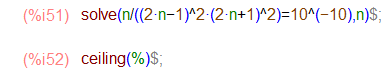 (%i51) solve(n/((2·n−1)^2·(2·n+1)^2)=10^(−10),n)$;
(%i52) ceiling(%)$;